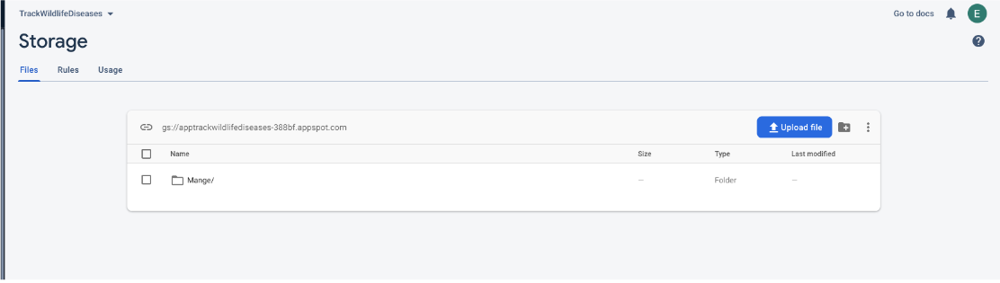 TrackWildlifeDiseases
Go to docs
E
Storage
Files Rules Usage
gs://apptrackwildlifediseases-388bf.appspot.com
Upload file
Name Size Type Last modified
Mange/ — Folder —